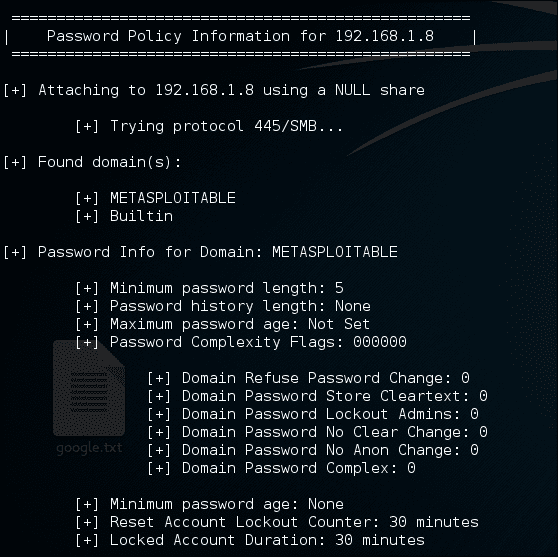 ==================================================
| Password Policy Information for 192.168.1.8 |
==================================================
[+] Attaching to 192.168.1.8 using a NULL share
[+] Trying protocol 445/SMB...
[+] Found domain(s):
[+] METASPLOITABLE
[+] Builtin
[+] Password Info for Domain: METASPLOITABLE
[+] Minimum password length: 5
[+] Password history length: None
[+] Maximum password age: Not Set
[+] Password Complexity Flags: 000000
[+] Domain Refuse Password Change: 0
[+] Domain Password Store Cleartext: 0
[+] Domain Password Lockout Admins: 0
[+] Domain Password No Clear Change: 0
[+] Domain Password No Anon Change: 0
[+] Domain Password Complex: 0
google.txt
[+] Minimum password age: None
[+] Reset Account Lockout Counter: 30 minutes
[+] Locked Account Duration: 30 minutes